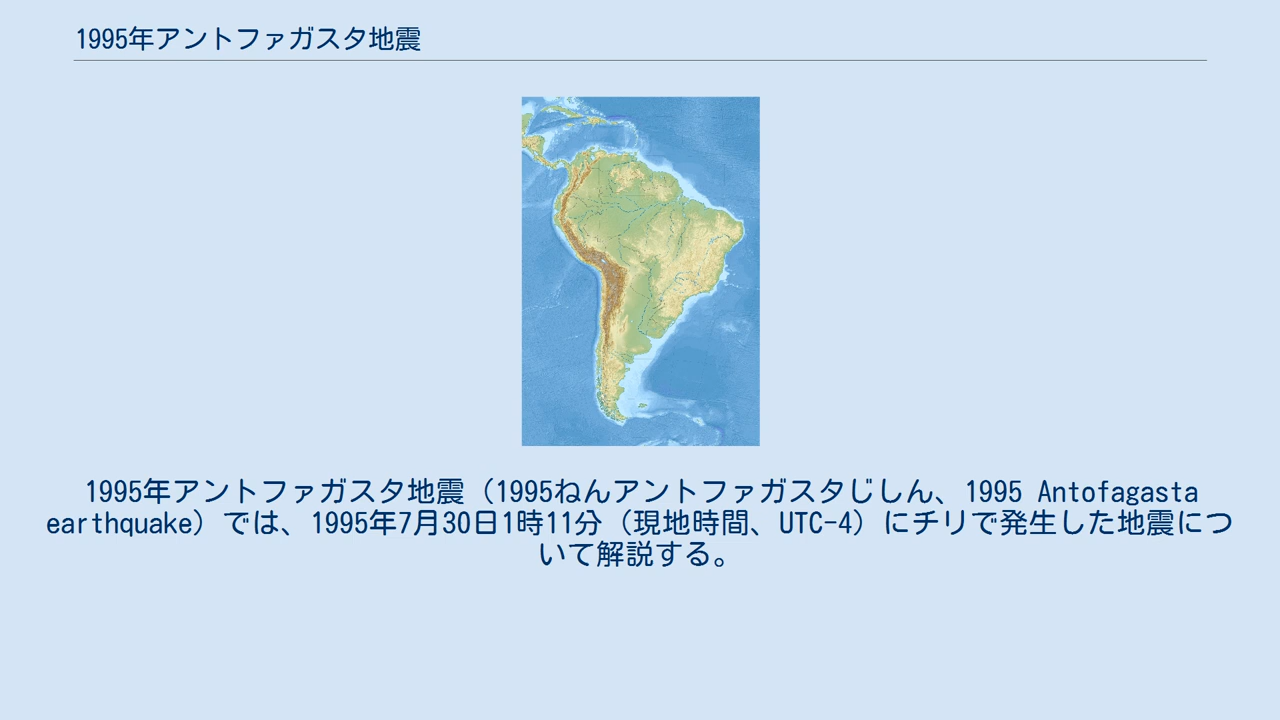 1995年アントファガスタ地震
1995年アントファガスタ地震（1995ねんアントファガスタじしん、1995 Antofagasta
earthquake）では、1995年7月30日1時11分（現地時間、UTC-4）にチリで発生した地震につ
いて解説する。